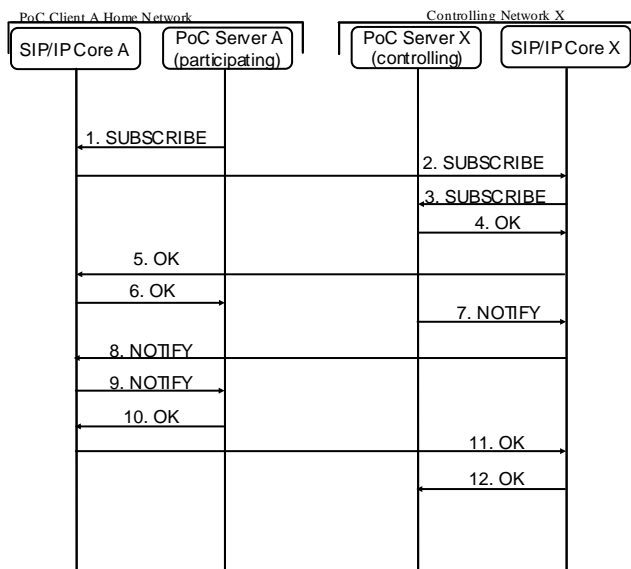 PoC Client A Home Network
Controlling Network X
SIP/IP Core A
PoC Server A
(participating)
PoC Server X
(controlling)
SIP/IP Core X
1. SUBSCRIBE
2. SUBSCRIBE
3. SUBSCRIBE
4. OK
5. OK
6. OK
7. NOTIFY
8. NOTIFY
9. NOTIFY
10. OK
11. OK
12. OK